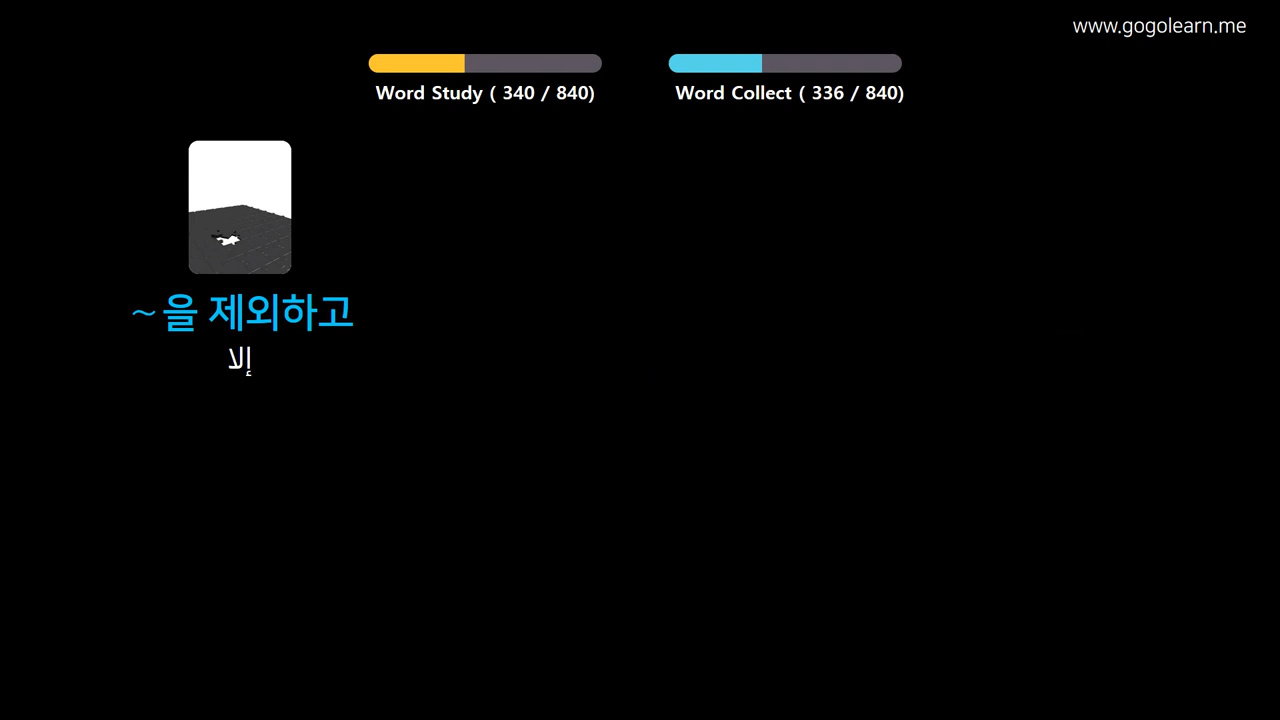 www.gogolearn.me
Word Study ( 340 / 840)
Word Collect ( 336 / 840)
~을 제외하고
إلا